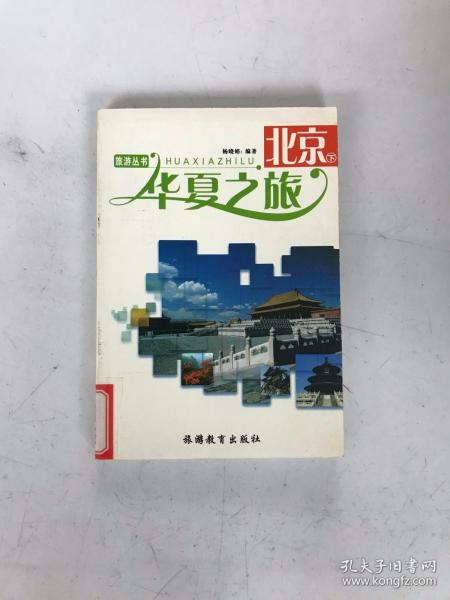 杨晓娟：编著
北京下
旅游丛书
HUAXIAZHILU
华夏之旅
旅游教育出版社
孔夫子旧书网
www.kongfz.com